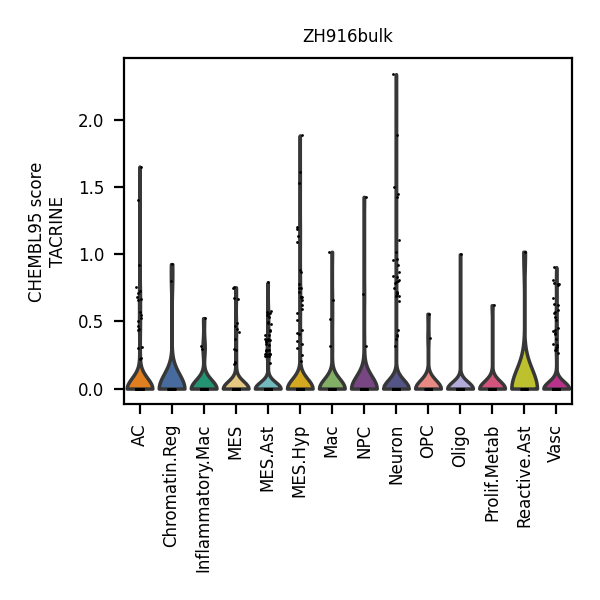 ZH916bulk
CHEMBL95 score
TACRINE
2.0
1.5
1.0
0.5
0.0
AC
Chromatin.Reg
Inflammatory.Mac
MES
MES.Ast
MES.Hyp
Mac
NPC
Neuron
OPC
Oligo
Prolif.Metab
Reactive.Ast
Vasc